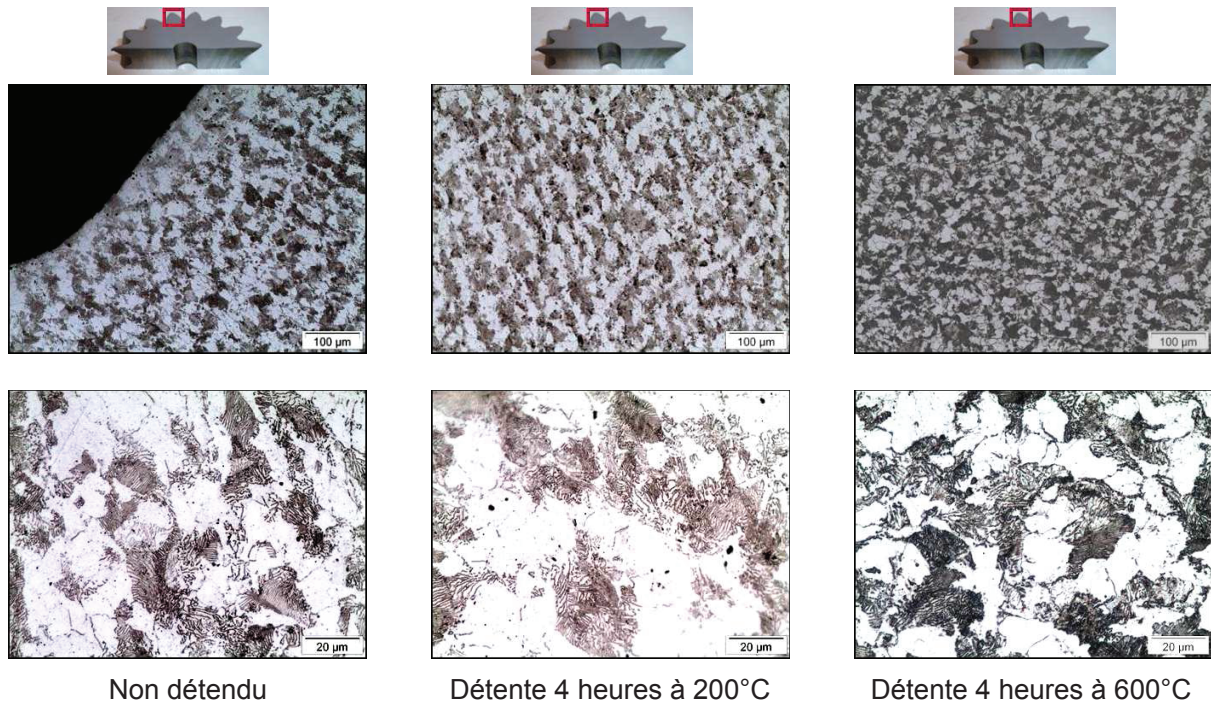 100 µm
100 µm
100 µm
20 µm
20 µm
20 µm
Non détendu
Détente 4 heures à 200°C
Détente 4 heures à 600°C